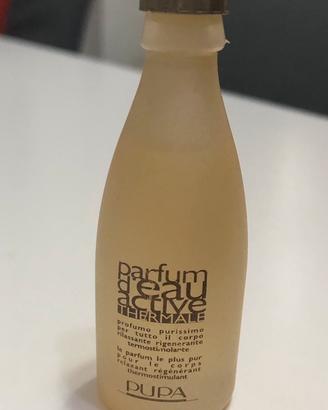 parfum
d'eau
active
THERMALE
profumo purissimo
per tutto il corpo
rilassante rigenerante
termostimolante
le parfum le plus pur
pour le corps
relaxant régénérant
thermostimulant
PUPA